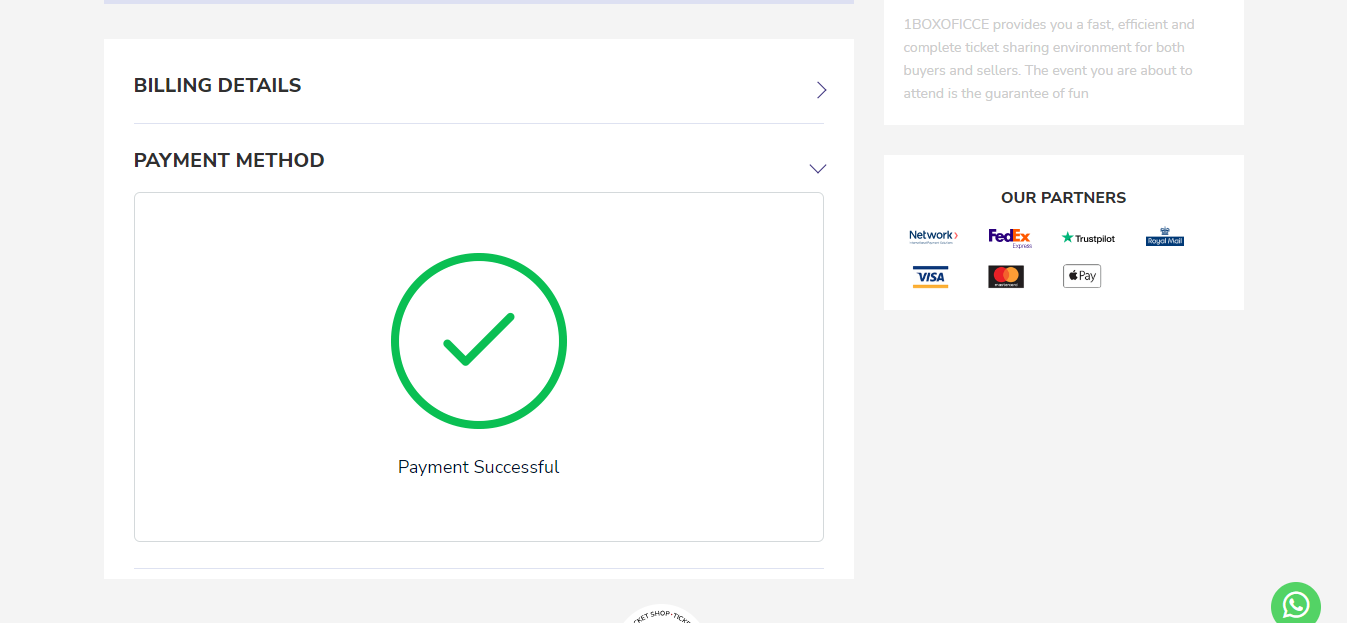 BILLING DETAILS
PAYMENT METHOD
Payment Successful
1BOXOFICCE provides you a fast, efficient and
complete ticket sharing environment for both
buyers and sellers. The event you are about to
attend is the guarantee of fun
OUR PARTNERS
Network
FedEx
Express
Trustpilot
Royal Mail
VISA
mastercard
Pay
SHOP